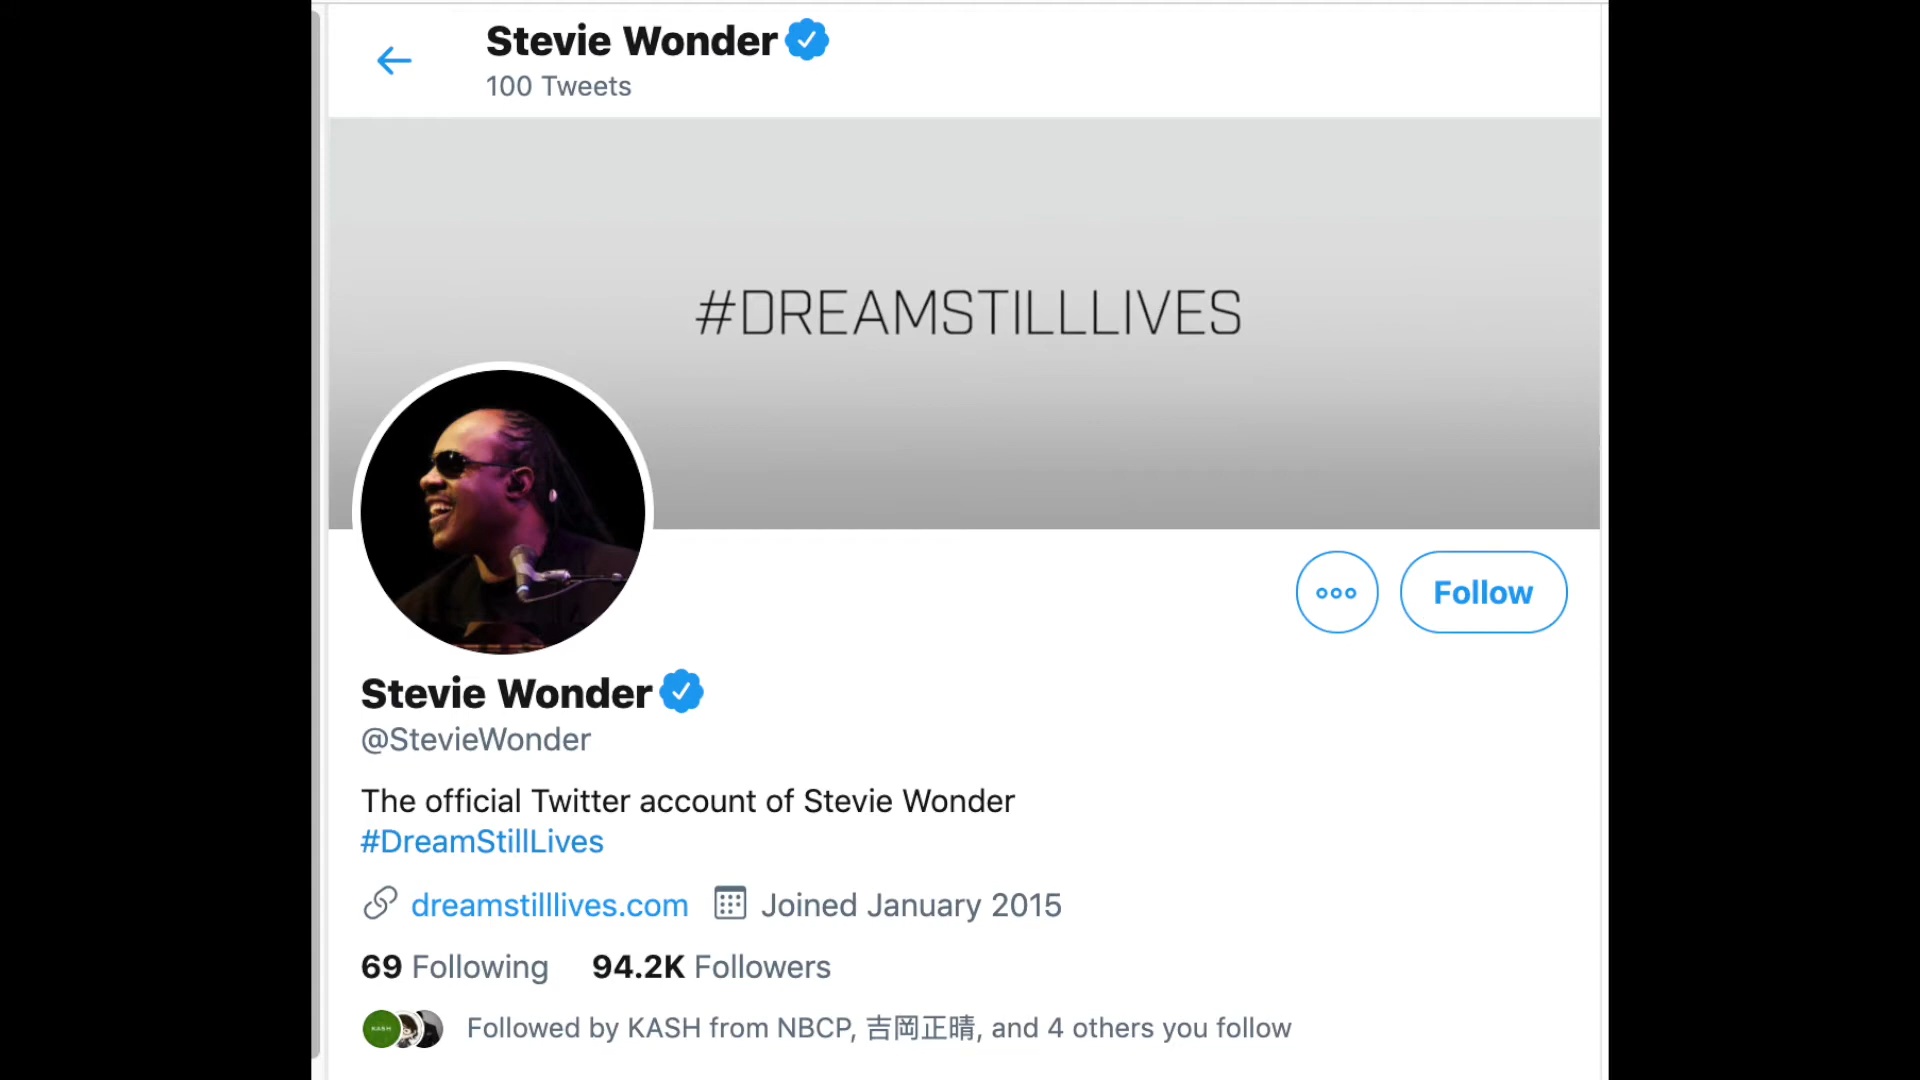 Stevie Wonder
100 Tweets
#DREAMSTILLLIVES
Follow
Stevie Wonder
@StevieWonder
The official Twitter account of Stevie Wonder
#DreamStillLives
dreamstilllives.com Joined January 2015
69 Following 94.2K Followers
KASH
Followed by KASH from NBCP, 吉岡正晴, and 4 others you follow